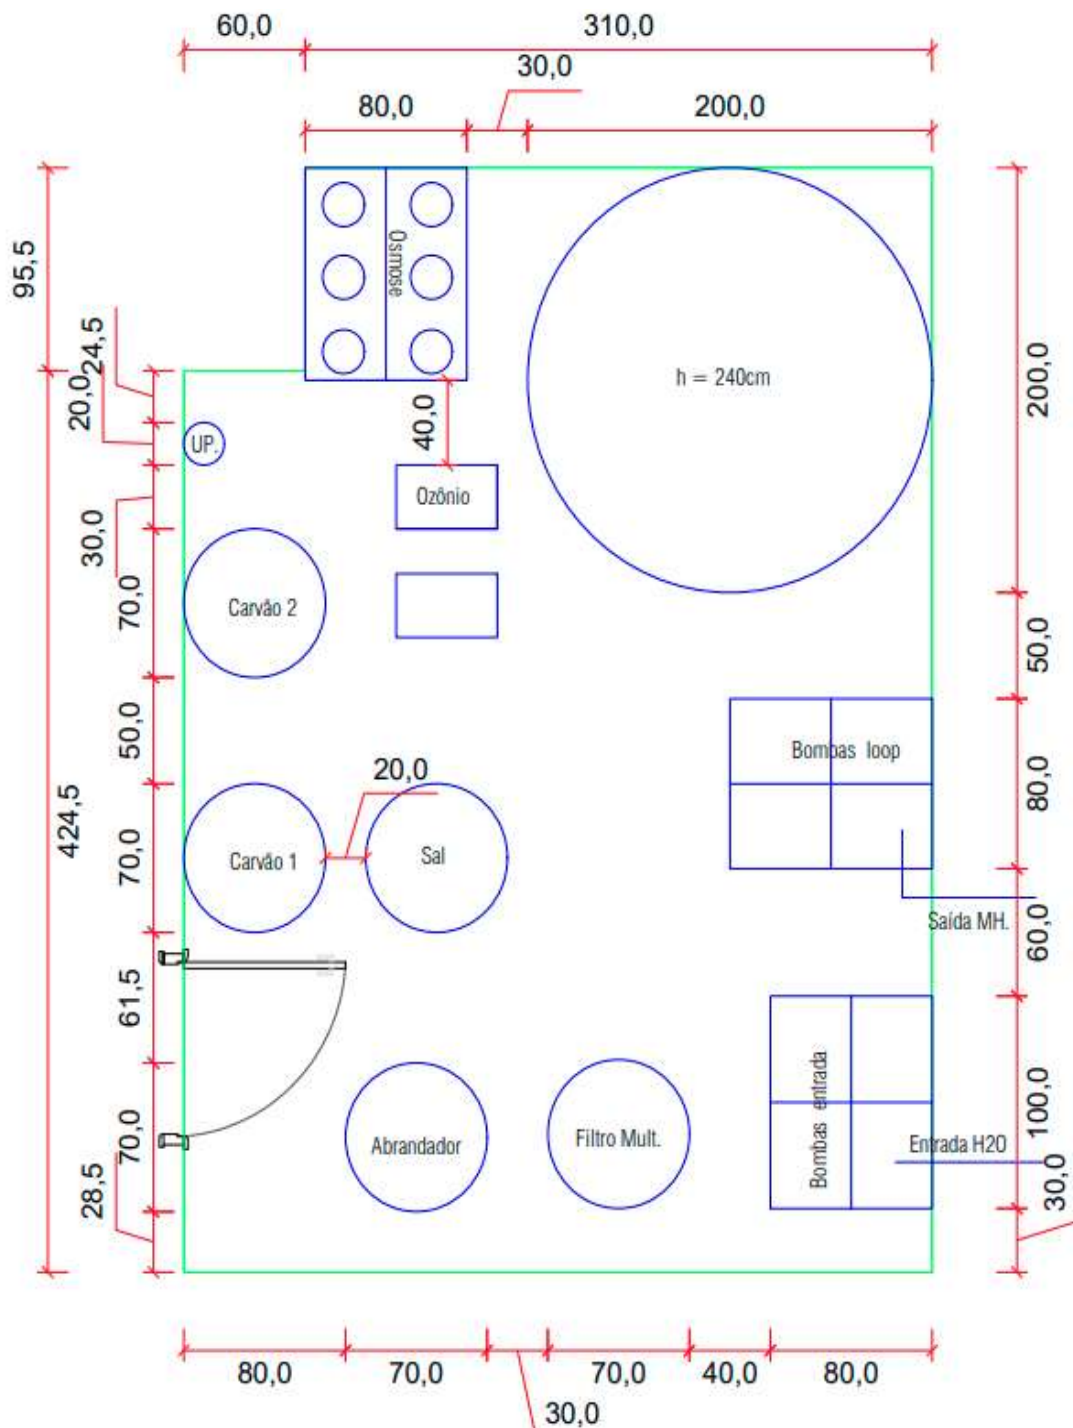 60,0
310,0
30,0
80,0
200,0
95,5
24,5
20,0
Osmose
h = 240cm
200,0
UP.
40,0
Ozônio
30,0
70,0
Carvão 2
50,0
50,0
20,0
Bombas loop
80,0
424,5
70,0
Carvão 1
Sal
Saída MH.
60,0
61,5
Bombas entrada
100,0
70,0
Abrandador
Filtro Mult.
Entrada H2O
28,5
30,0
80,0
70,0
70,0
40,0
80,0
30,0